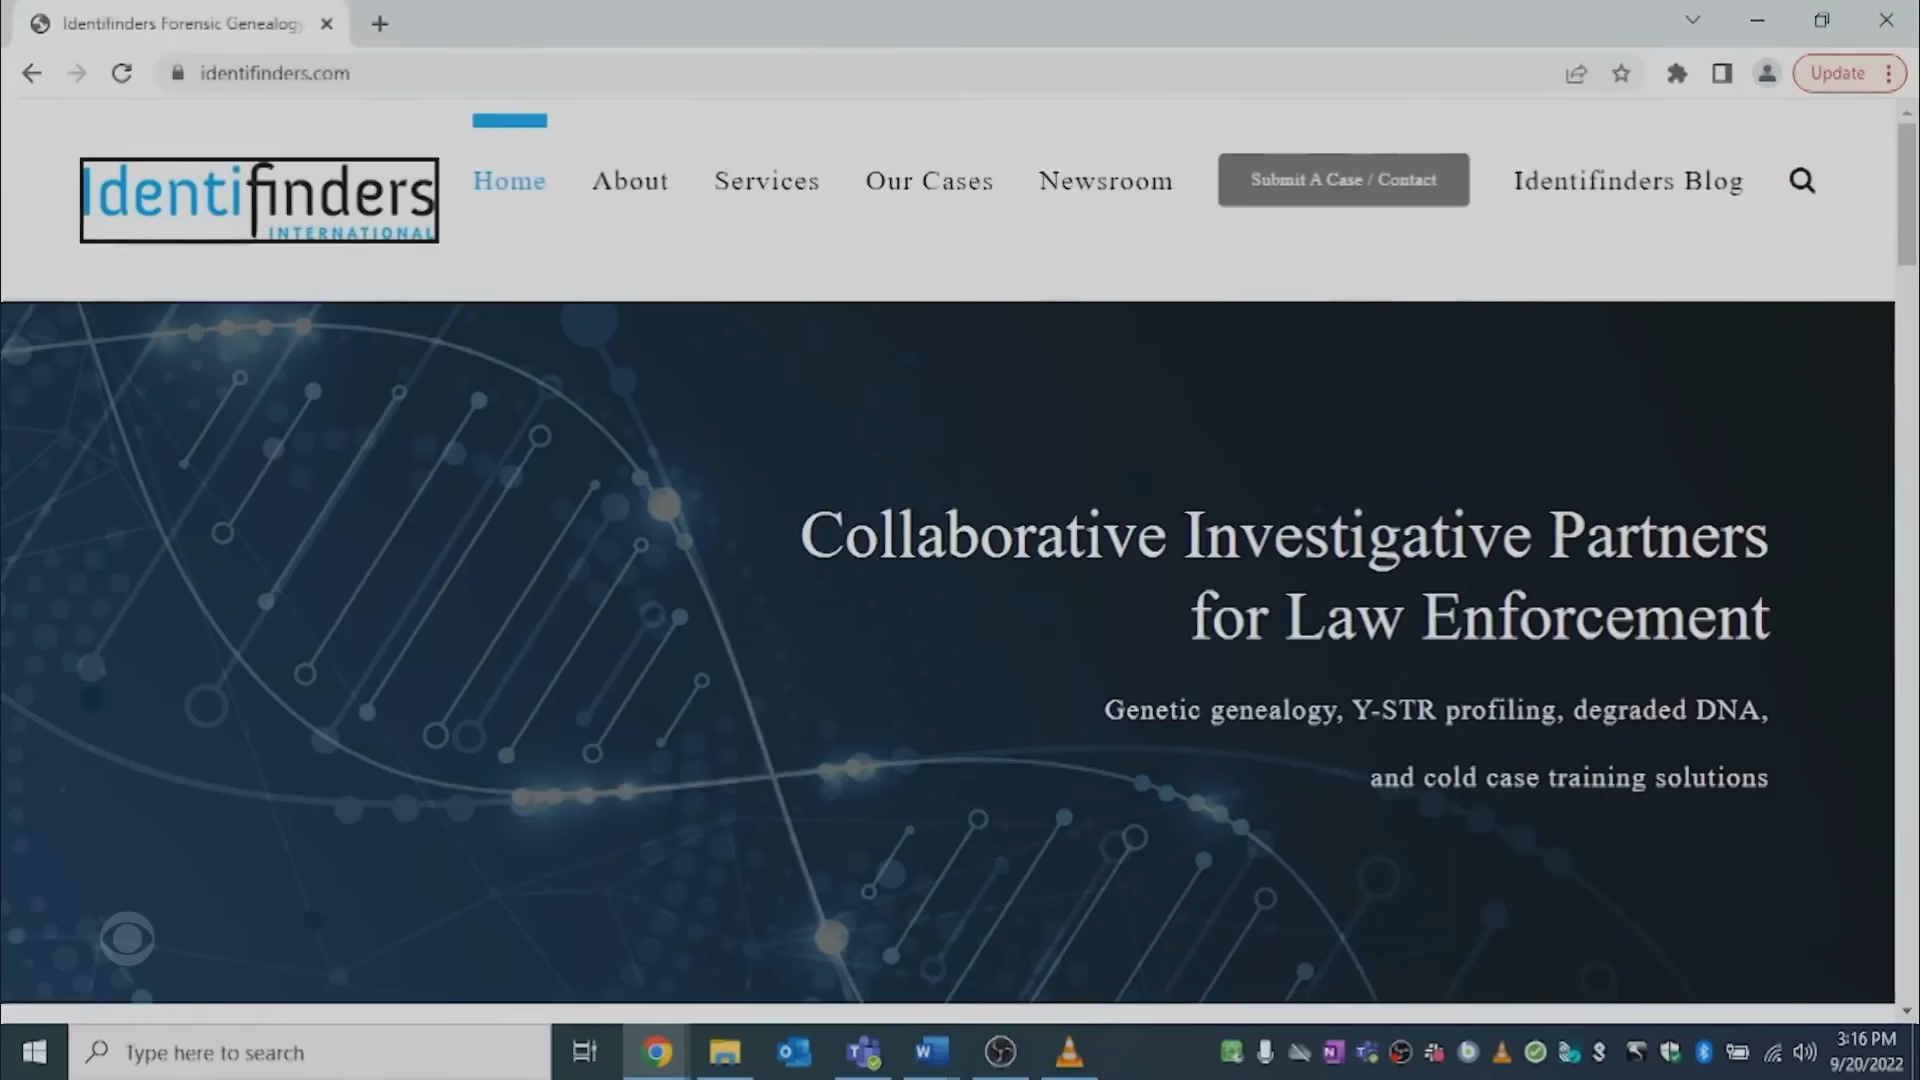 Identifinders Forensic Genealog
identifinders.com
Update
Identifinders
INTERNATIONAL
Home
About
Services
Our Cases
Newsroom
Submit A Case / Contact
Identifinders Blog
Collaborative Investigative Partners
for Law Enforcement
Genetic genealogy, Y-STR profiling, degraded DNA,
and cold case training solutions
Type here to search
3:16 PM
9/20/2022